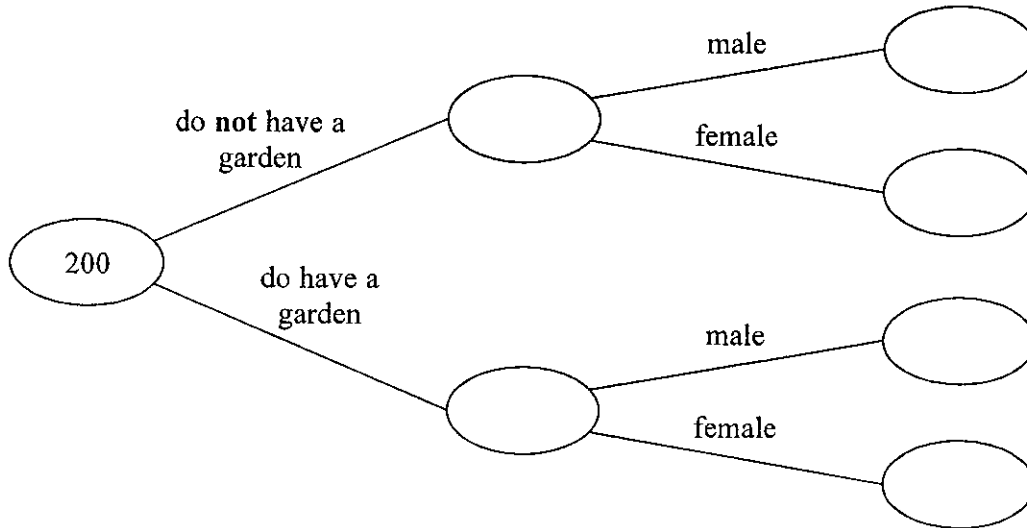 male
do not have a
garden
female
200
do have a
garden
male
female